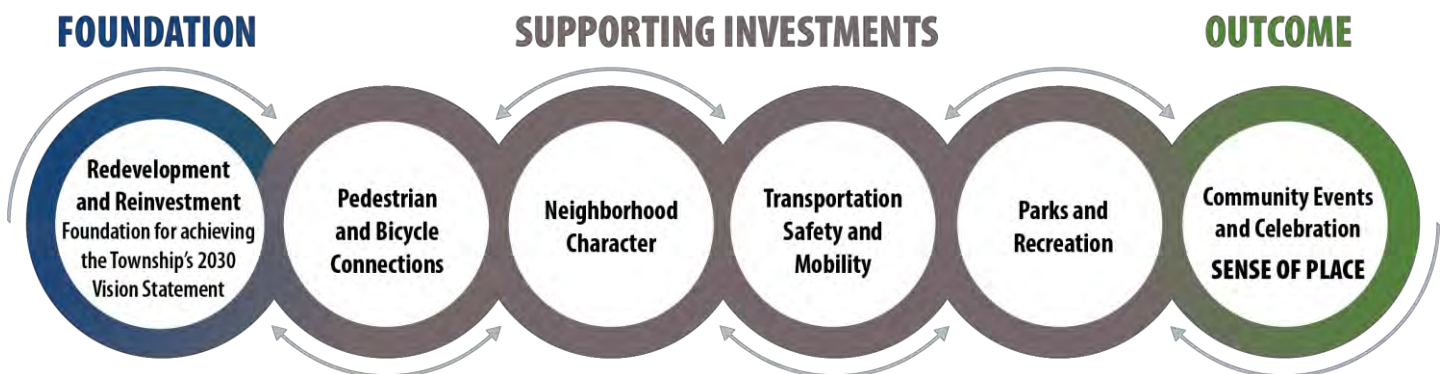 FOUNDATION
SUPPORTING INVESTMENTS
OUTCOME
Redevelopment
and Reinvestment
Foundation for achieving
the Township's 2030
Vision Statement
Pedestrian
and Bicycle
Connections
Neighborhood
Character
Transportation
Safety and
Mobility
Parks and
Recreation
Community Events
and Celebration
SENSE OF PLACE